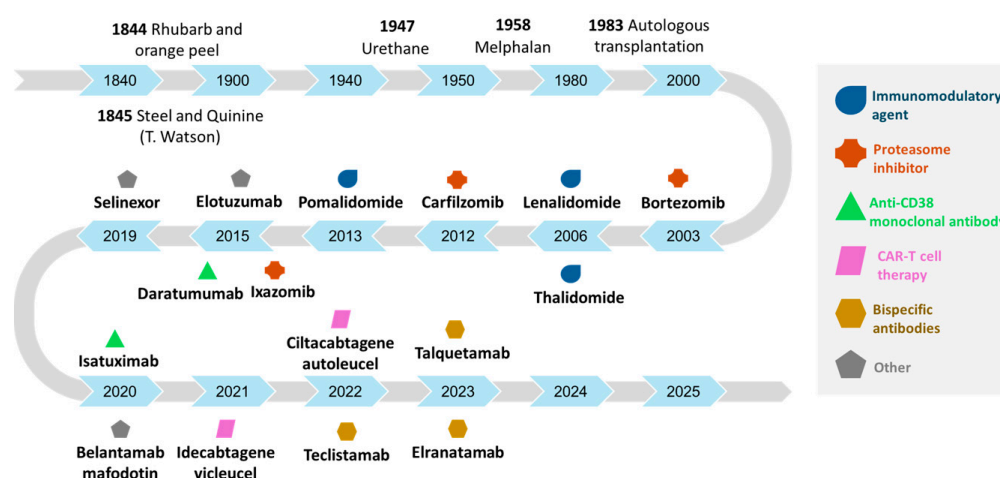 1844 Rhubarb and
orange peel
1947
Urethane
1958
Melphalan
1983 Autologous
transplantation
1840
1900
1940
1950
1980
2000
1845 Steel and Quinine
(T. Watson)
Selinexor
Elotuzumab
Pomalidomide
Carfilzomib
Lenalidomide
Bortezomib
2019
2015
2013
2012
2006
2003
Daratumumab
Ixazomib
Thalidomide
Isatuximab
Ciltacabtagene
autoleucel
Talquetamab
2020
2021
2022
2023
2024
2025
Belantamab
mafodotin
Idecabtagene
vicleucel
Teclistamab
Elranatamab
Immunomodulatory
agent
Proteasome
inhibitor
Anti-CD38
monoclonal antibody
CAR-T cell
therapy
Bispecific
antibodies
Other